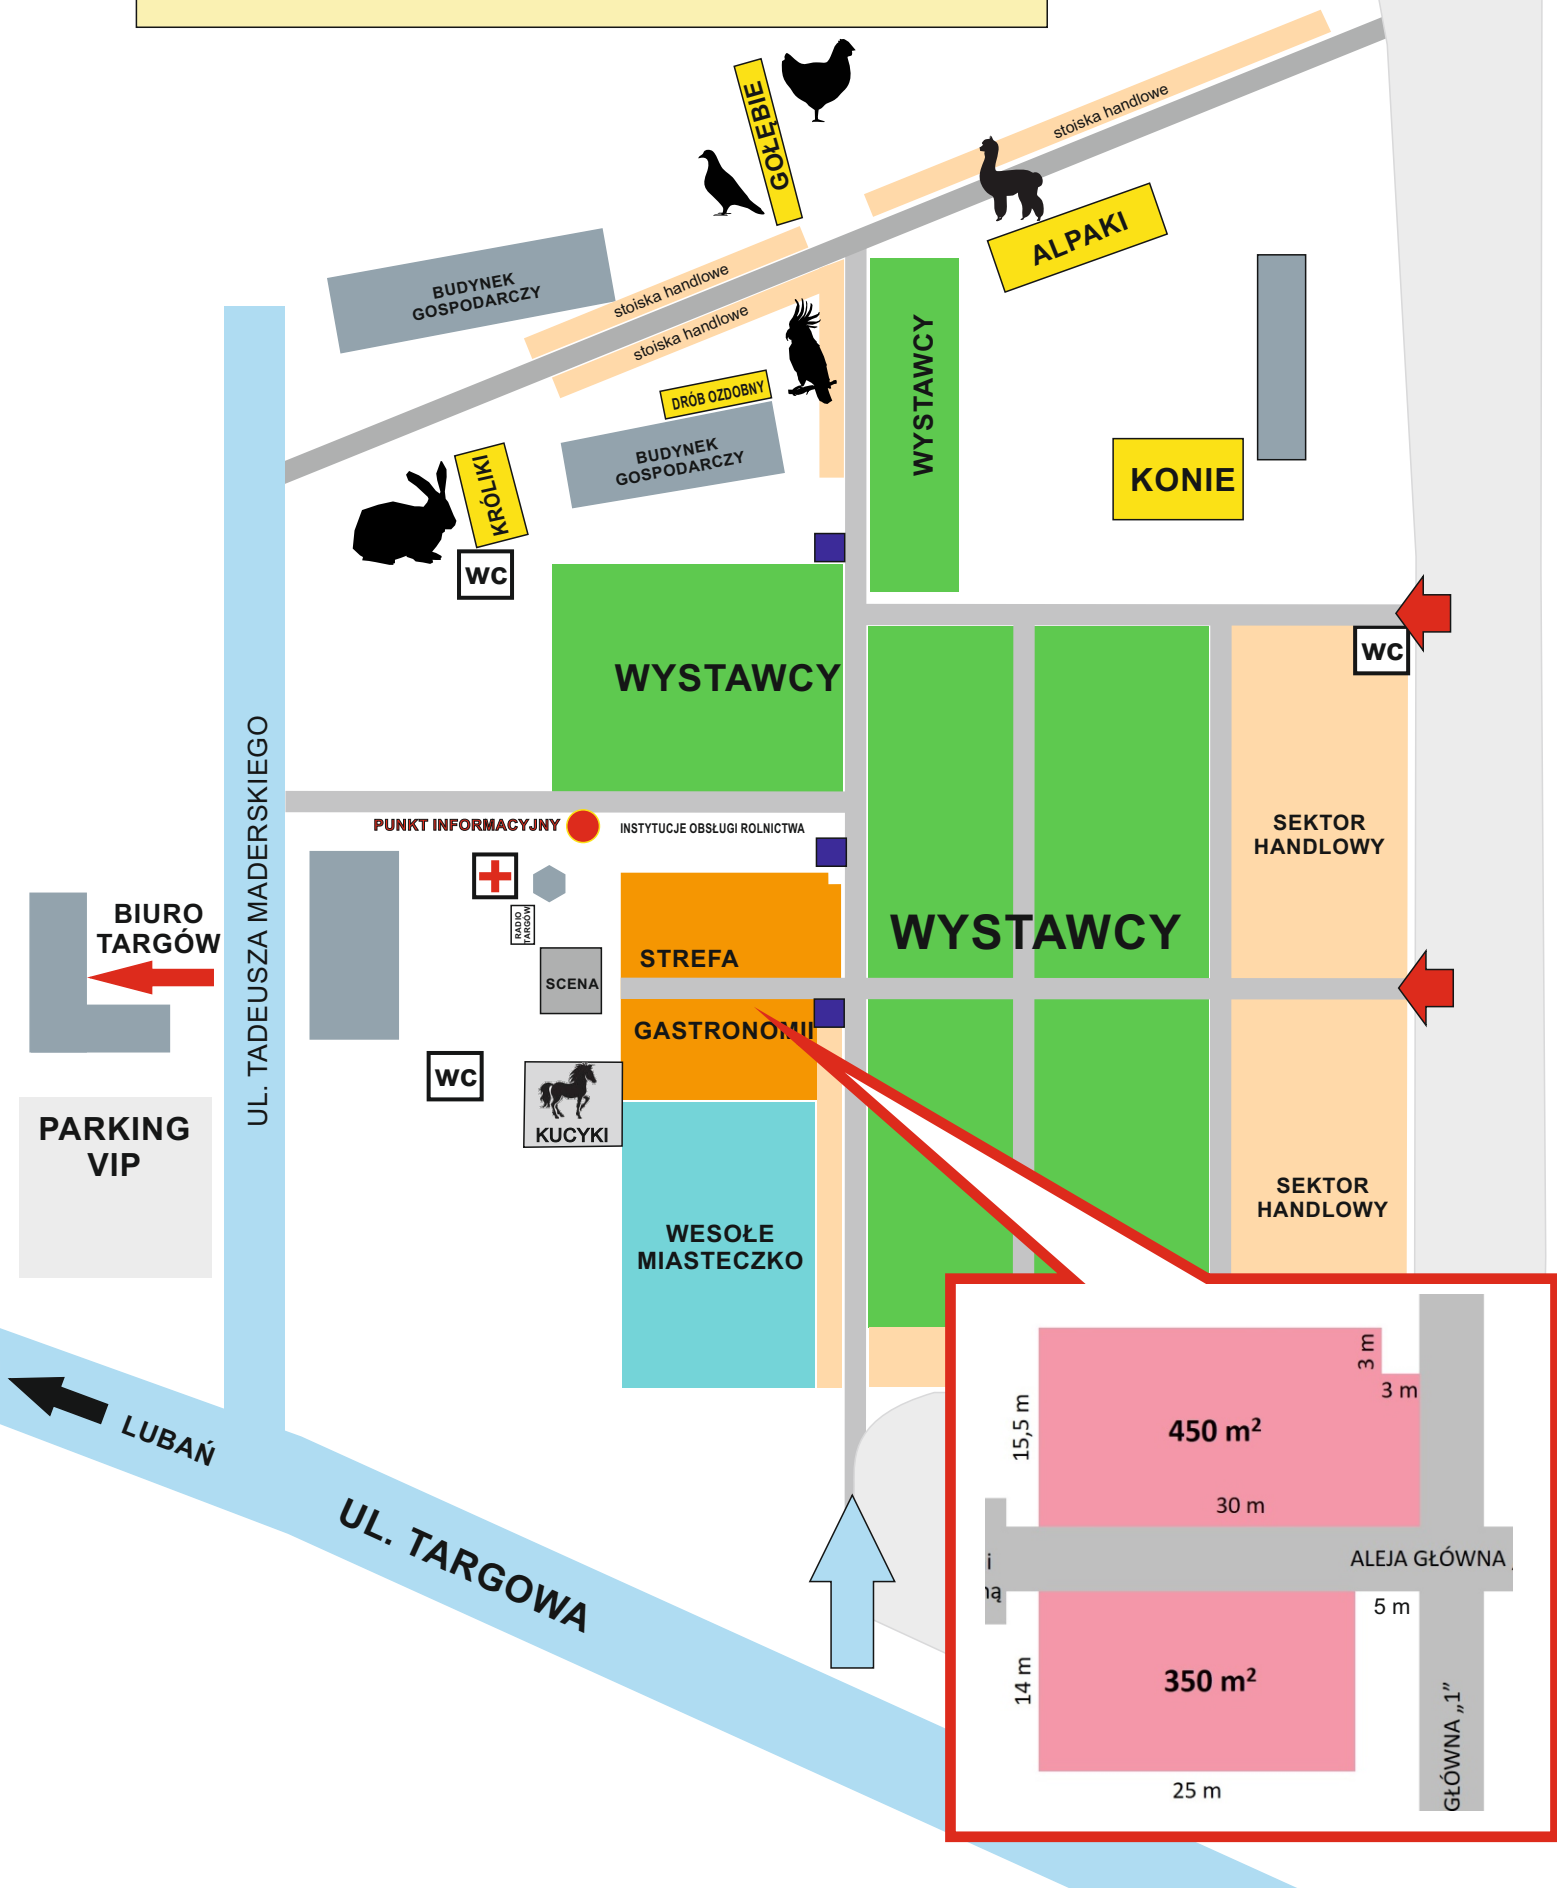 GOŁĘBIE
stoiska handlowe
ALPAKI
BUDYNEK
GOSPODARCZY
stoiska handlowe
stoiska handlowe
DRÓB OZDOBNY
BUDYNEK
GOSPODARCZY
WYSTAWCY
KONIE
KRÓLIKI
WC
WYSTAWCY
WC
UL. TADEUSZA MADERSKIEGO
PUNKT INFORMACYJNY
INSTYTUCJE OBSŁUGI ROLNICTWA
SEKTOR
HANDLOWY
BIURO
TARGÓW
RADIO
TARGÓW
WYSTAWCY
STREFA
SCENA
GASTRONOMII
WC
KUCYKI
PARKING
VIP
SEKTOR
HANDLOWY
WESOŁE
MIASTECZKO
LUBAŃ
UL. TARGOWA
3 m
3 m
15,5 m
450 m²
30 m
ALEJA GŁÓWNA
i
ną
5 m
14 m
350 m²
GŁÓWNA „1”
25 m